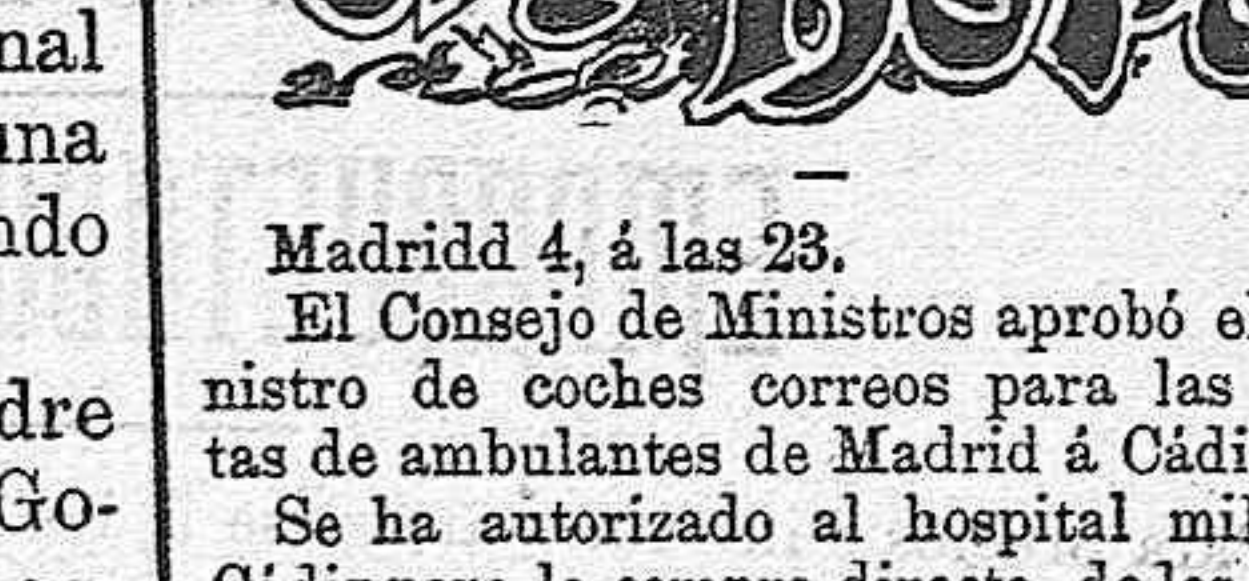 nal
una
ndo
dre
Go-
Madridd 4, á las 23.
El Consejo de Ministros aprobó el
nistro de coches correos para las
tas de ambulantes de Madrid á Cádi
Se ha autorizado al hospital mil